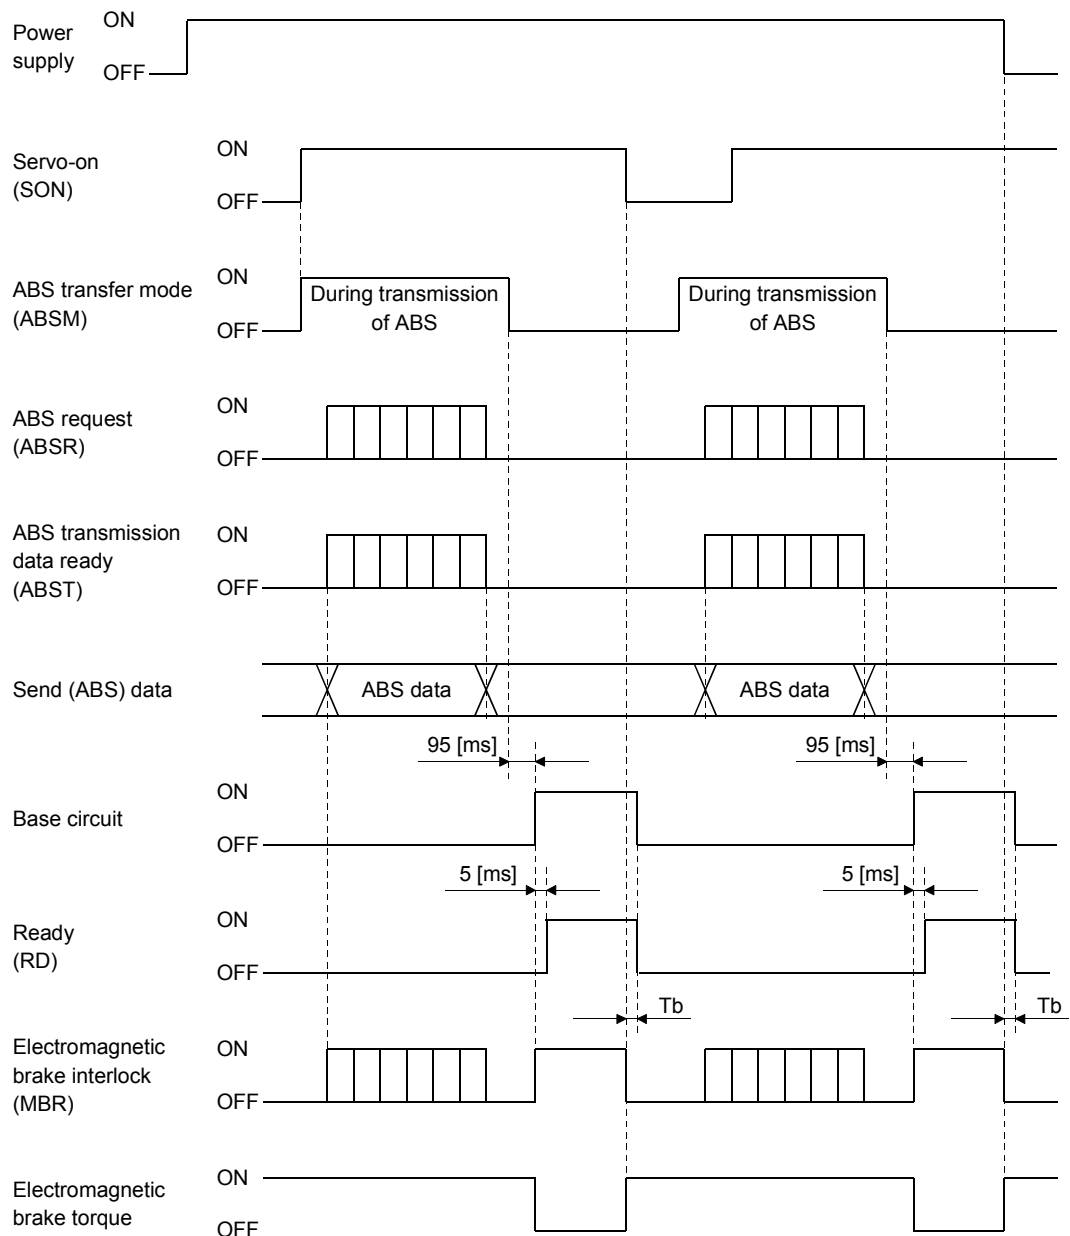 Power
supply
ON
OFF
Servo-on
(SON)
ON
OFF
ABS transfer mode
(ABSM)
ON
OFF
During transmission
of ABS
During transmission
of ABS
ABS request
(ABSR)
ON
OFF
ABS transmission
data ready
(ABST)
ON
OFF
Send (ABS) data
ABS data
ABS data
95 [ms]
95 [ms]
Base circuit
ON
OFF
5 [ms]
5 [ms]
Ready
(RD)
ON
OFF
Tb
Tb
Electromagnetic
brake interlock
(MBR)
ON
OFF
Electromagnetic
brake torque
ON
OFF